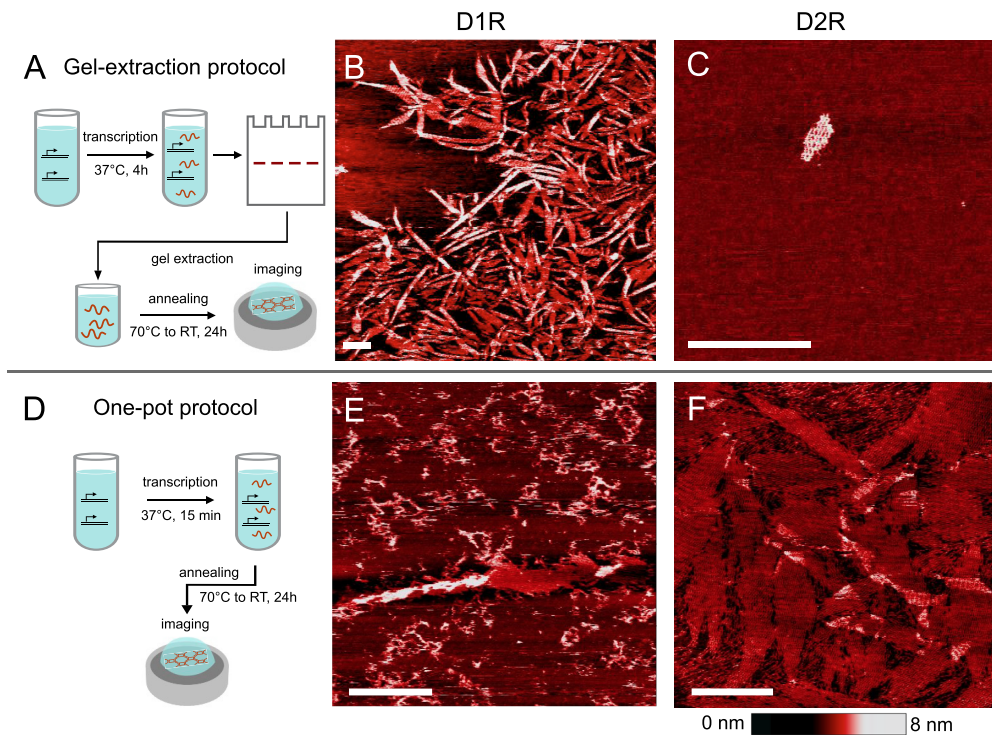 D1R
D2R
A Gel-extraction protocol
transcription
37°C, 4h
gel extraction
imaging
annealing
70°C to RT, 24h
B
C
D One-pot protocol
transcription
37°C, 15 min
annealing
70°C to RT, 24h
imaging
E
F
0 nm 8 nm